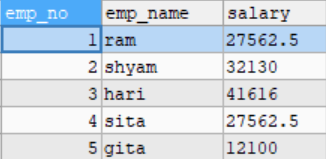 emp_no emp_name salary
1 ram 27562.5
2 shyam 32130
3 hari 41616
4 sita 27562.5
5 gita 12100